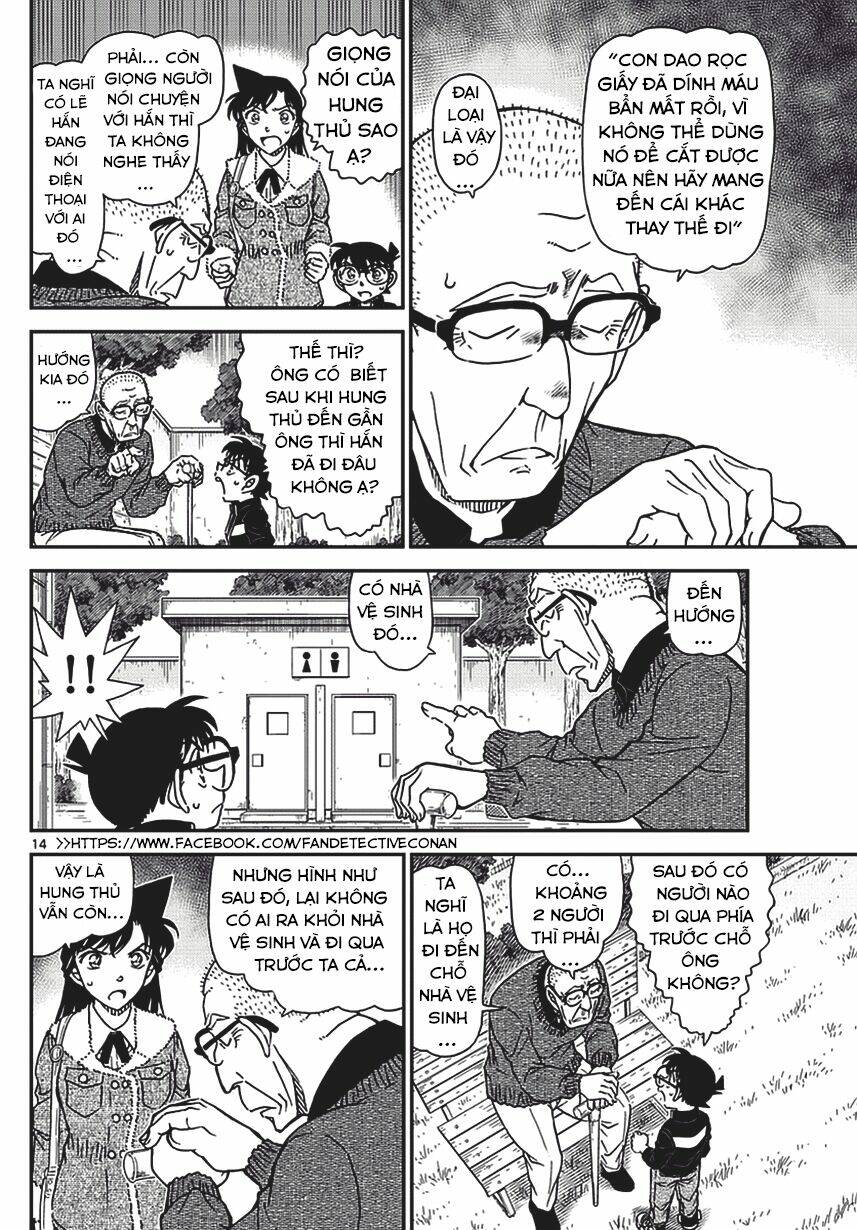 "CON DAO RỌC
GIẤY ĐÃ DÍNH MÁU
BẨN MẤT RỒI, VÌ
KHÔNG THỂ DÙNG
NÓ ĐỂ CẮT ĐƯỢC
NỮA NÊN HÃY MANG
ĐẾN CÁI KHÁC
THAY THẾ ĐI"
ĐẠI
LOẠI
LÀ VẬY
ĐÓ
...
GIỌNG
NÓI CỦA
HUNG
THỦ SAO
Ạ?
PHẢI... CÒN
GIỌNG NGƯỜI
NÓI CHUYỆN
VỚI HẮN THÌ
TA KHÔNG
NGHE THẤY
...
TA NGHĨ
CÓ LẼ
HẮN
ĐANG
NÓI
ĐIỆN
THOẠI
VỚI AI
ĐÓ
...
THẾ THÌ?
ÔNG CÓ BIẾT
SAU KHI HUNG
THỦ ĐẾN GẦN
ÔNG THÌ HẮN
ĐÃ ĐI ĐÂU
KHÔNG Ạ?
HƯỚNG
KIA ĐÓ
...
ĐẾN
HƯỚNG
...
CÓ NHÀ
VỆ SINH
ĐÓ...
!!
14 >>HTTPS://WWW.FACEBOOK.COM/FANDETECTIVECONAN
SAU ĐÓ CÓ
NGƯỜI NÀO
ĐI QUA PHÍA
TRƯỚC CHỖ
ÔNG
KHÔNG?
CÓ...
KHOẢNG
2 NGƯỜI
THÌ PHẢI
...
TA
NGHĨ
LÀ HỌ
ĐI ĐẾN
CHỖ
NHÀ VỆ
SINH
...
NHƯNG HÌNH NHƯ
SAU ĐÓ, LẠI KHÔNG
CÓ AI RA KHỎI NHÀ
VỆ SINH VÀ ĐI QUA
TRƯỚC TA CẢ...
VẬY LÀ
HUNG THỦ
VẪN CÒN...